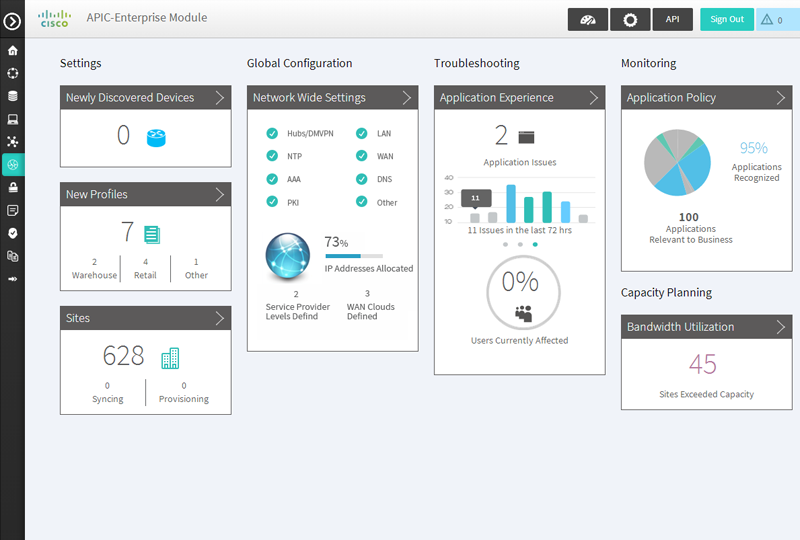 CISCO
APIC-Enterprise Module
API
Sign Out
0
Settings
Newly Discovered Devices
0
New Profiles
7
2
4
1
Warehouse
Retail
Other
Sites
628
0
0
Syncing
Provisioning
Global Configuration
Network Wide Settings
Hubs/DMVPN
LAN
NTP
WAN
AAA
DNS
PKI
Other
73%
IP Addresses Allocated
2
3
Service Provider
Levels Defind
WAN Clouds
Defined
Troubleshooting
Application Experience
2
Application Issues
40
30
20
10
11
11 Issues in the last 72 hrs
0%
Users Currently Affected
Monitoring
Application Policy
95%
Applications
Recognized
100
Applications
Relevant to Business
Capacity Planning
Bandwidth Utilization
45
Sites Exceeded Capacity